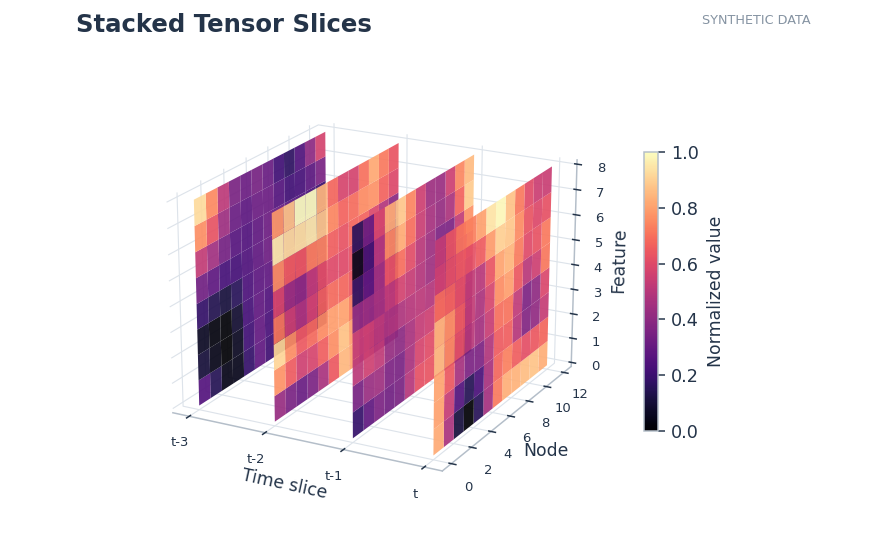 Stacked Tensor Slices
SYNTHETIC DATA
t-3
t-2
t-1
t
Time slice
0
2
4
6
8
10
12
Node
0
1
2
3
4
5
6
7
8
Feature
1.0
0.8
0.6
0.4
0.2
0.0
Normalized value